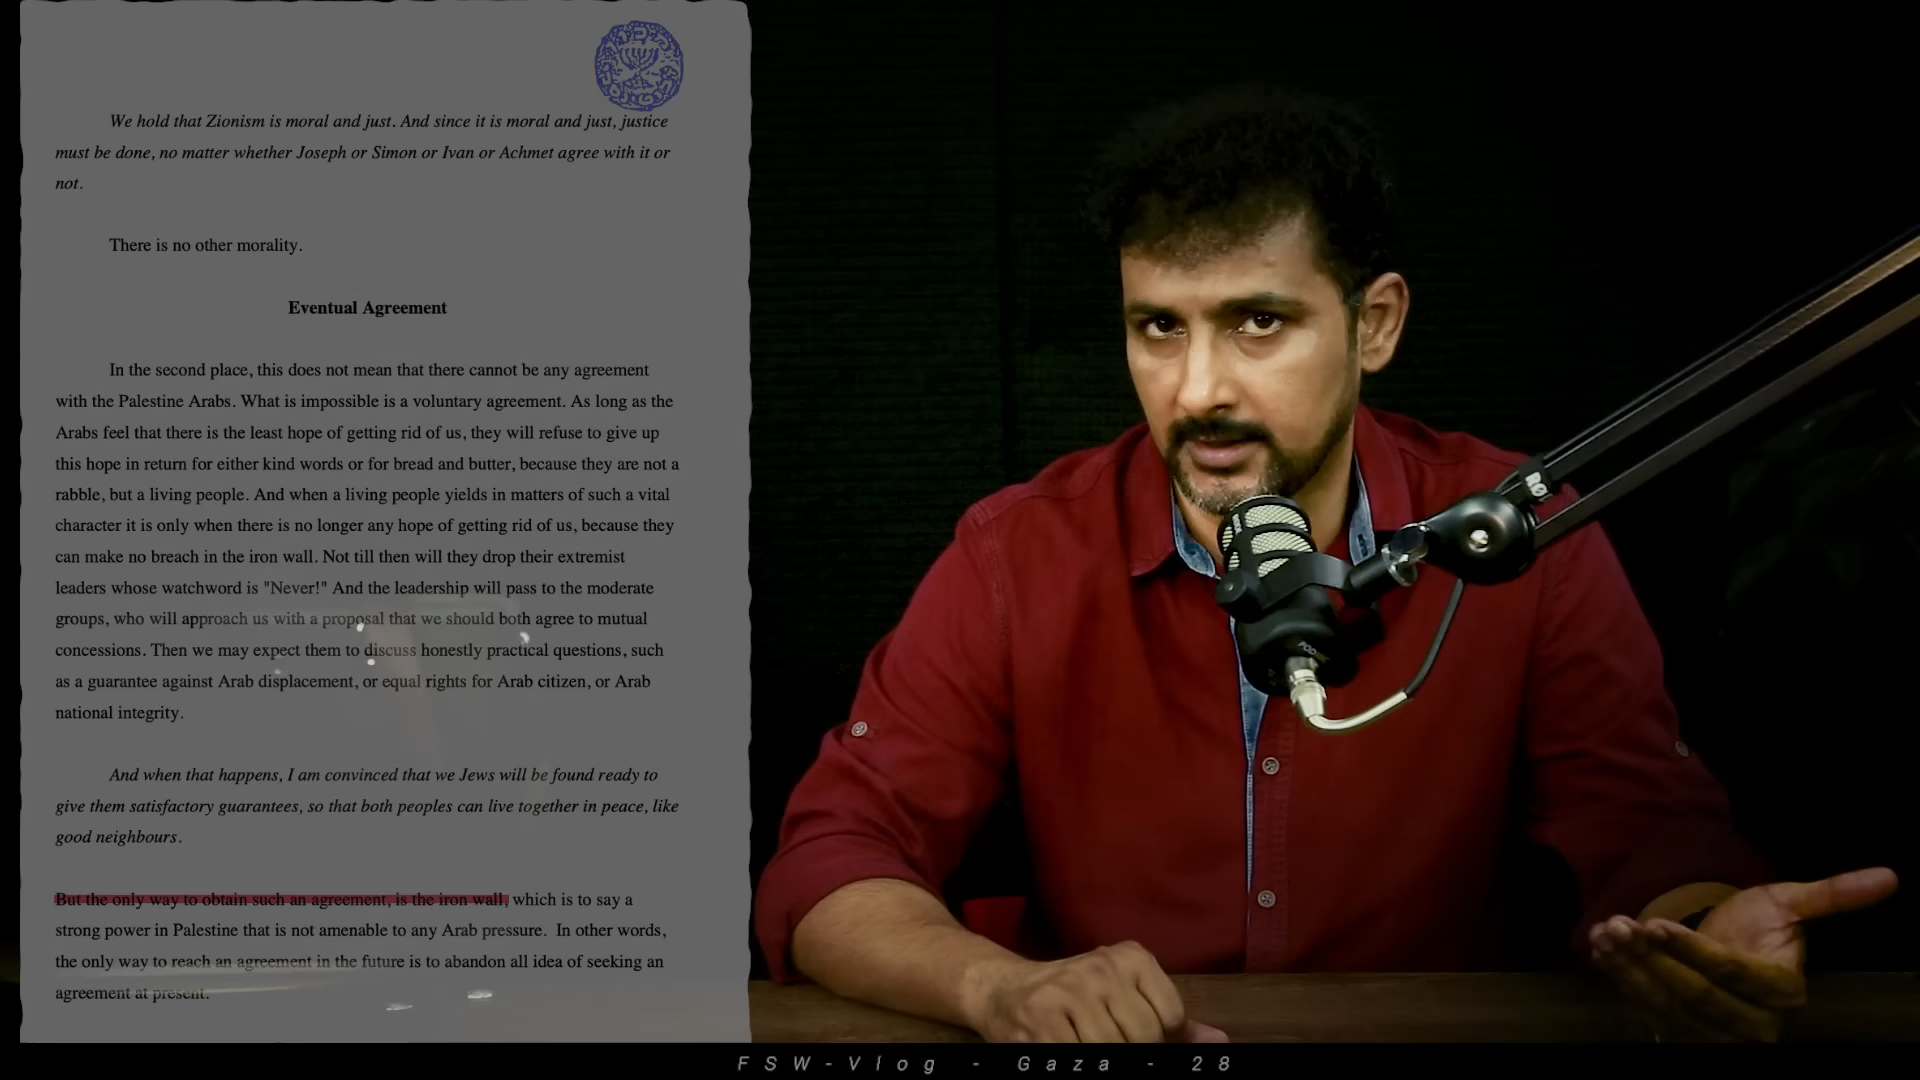 We hold that Zionism is moral and just. And since it is moral and just, justice
must be done, no matter whether Joseph or Simon or Ivan or Achmet agree with it or
not.
There is no other morality.
Eventual Agreement
In the second place, this does not mean that there cannot be any agreement
with the Palestine Arabs. What is impossible is a voluntary agreement. As long as the
Arabs feel that there is the least hope of getting rid of us, they will refuse to give up
this hope in return for either kind words or for bread and butter, because they are not a
rabble, but a living people. And when a living people yields in matters of such a vital
character it is only when there is no longer any hope of getting rid of us, because they
can make no breach in the iron wall. Not till then will they drop their extremist
leaders whose watchword is "Never!" And the leadership will pass to the moderate
groups, who will approach us with a proposal that we should both agree to mutual
concessions. Then we may expect them to discuss honestly practical questions, such
as a guarantee against Arab displacement, or equal rights for Arab citizen, or Arab
national integrity.
And when that happens, I am convinced that we Jews will be found ready to
give them satisfactory guarantees, so that both peoples can live together in peace, like
good neighbours.
But the only way to obtain such an agreement, is the iron wall, which is to say a
strong power in Palestine that is not amenable to any Arab pressure. In other words,
the only way to reach an agreement in the future is to abandon all idea of seeking an
agreement at present.
FSW-Vlog - Gaza - 28